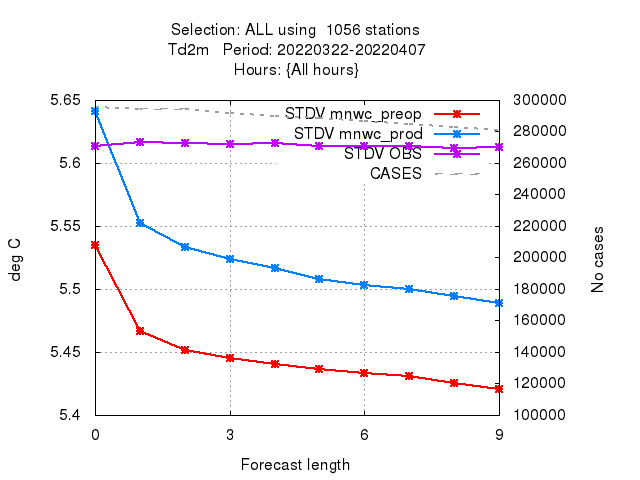 Selection: ALL using  1056 stations
Td2m   Period: 20220322-20220407
Hours: {All hours}
5.65
5.6
5.55
5.5
5.45
5.4
300000
280000
260000
240000
220000
200000
180000
160000
140000
120000
100000
STDV mnwc_preop
STDV mnwc_prod
STDV OBS
CASES
deg C
No cases
0 3 6 9
Forecast length